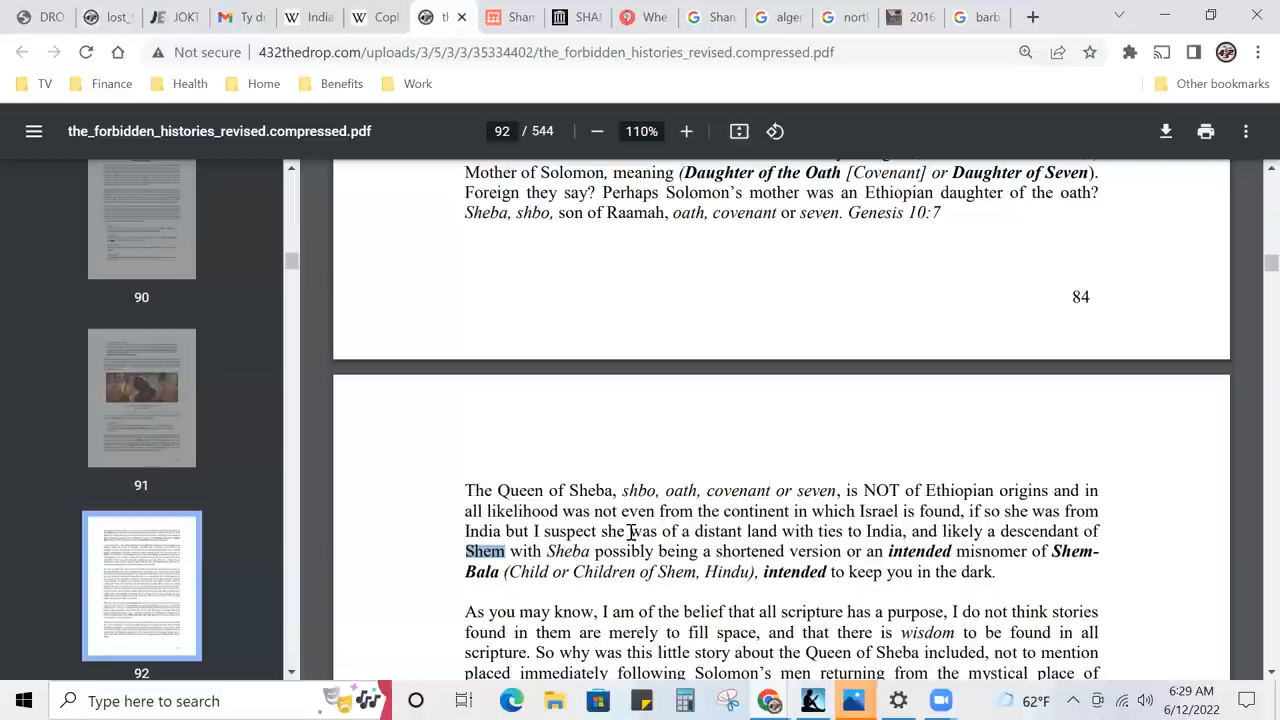 DRO
lost_
JE JOKT
Ty d
India
Copl
th
Shan
SHAI
Whe
Shar
alger
nort
2016
barb
Not secure
432thedrop.com/uploads/3/5/3/3/35334402/the_forbidden_histories_revised.compressed.pdf
TV
Finance
Health
Home
Benefits
Work
Other bookmarks
the_forbidden_histories_revised.compressed.pdf
92 / 544
110%
90
91
92
Mother of Solomon, meaning (Daughter of the Oath [Covenant] or Daughter of Seven).
Foreign they say? Perhaps Solomon's mother was an Ethiopian daughter of the oath?
Sheba, shbo, son of Raamah, oath, covenant or seven. Genesis 10:7
84
The Queen of Sheba, shbo, oath, covenant or seven, is NOT of Ethiopian origins and in
all likelihood was not even from the continent in which Israel is found, if so she was from
India but I suspect she was of a distant land with ties to India, and likely a descendant of
Shem with Sheba possibly being a shortened version of an intended misnomer of Shem-
Bala (Child or Children of Shem, Hindu), intended to keep you in the dark.
As you may know, I am of the belief that all scripture has a purpose, I do not think stories
found in them are merely to fill space, and that there is wisdom to be found in all
scripture. So why was this little story about the Queen of Sheba included, not to mention
placed immediately following Solomon's men returning from the mystical place of
Type here to search
62°F
6:29 AM
6/12/2022